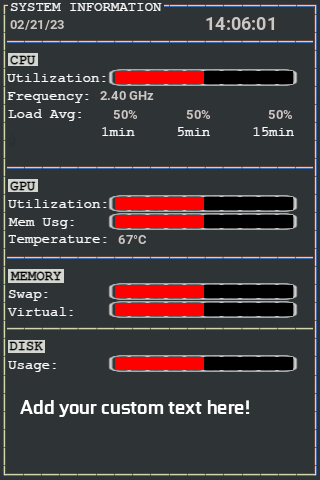 SYSTEM INFORMATION
02/21/23 14:06:01
CPU
Utilization:
Frequency: 2.40 GHz
Load Avg: 50% 50% 50%
1min 5min 15min
GPU
Utilization:
Mem Usg:
Temperature: 67°C
MEMORY
Swap:
Virtual:
DISK
Usage:
Add your custom text here!